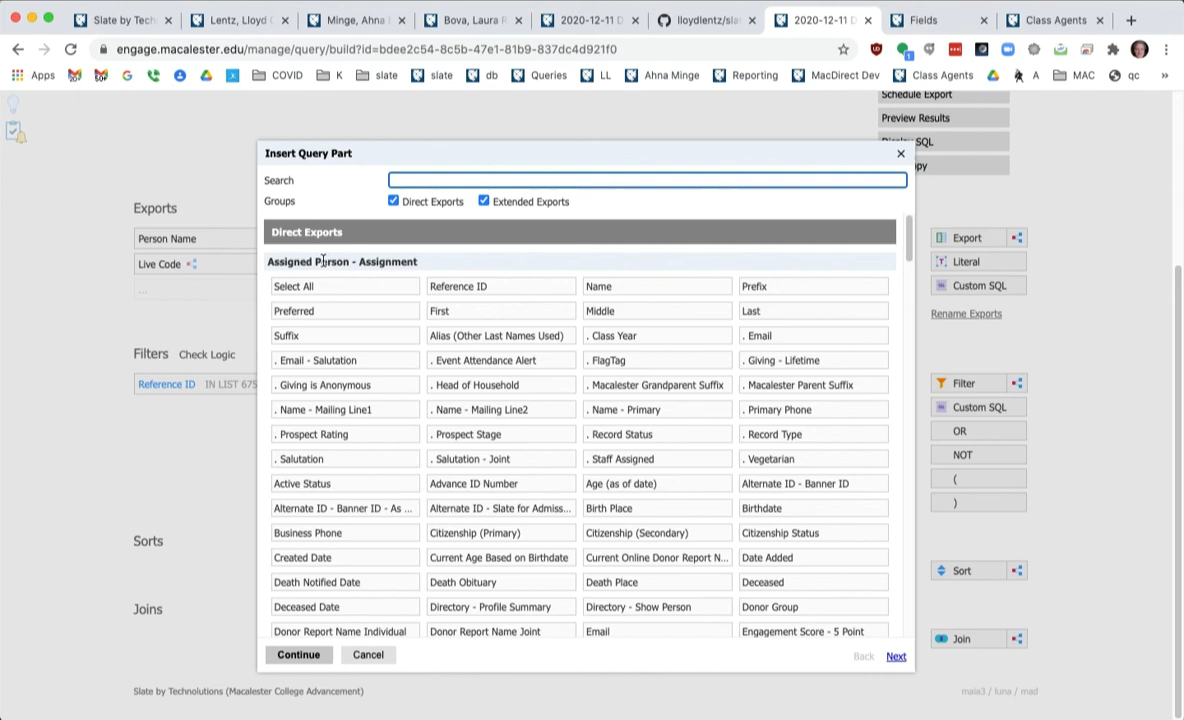 Slate by Tech
Lentz, Lloyd
Minge, Ahna
Bova, Laura R
2020-12-11 D
lloydlentz/sla
2020-12-11 D
Fields
Class Agents
engage.macalester.edu/manage/query/build?id=bdee2c54-8c5b-47e1-81b9-837dc4d921f0
Apps
COVID
K
slate
slate
db
Queries
LL
Ahna Minge
Reporting
MacDirect Dev
Class Agents
A
MAC
qc
»
Schedule Export
Preview Results
SQL
py
Insert Query Part
Search
Groups Direct Exports Extended Exports
Direct Exports
Assigned Person - Assignment
Select All Reference ID Name Prefix
Preferred First Middle Last
Suffix Alias (Other Last Names Used) . Class Year . Email
. Email - Salutation . Event Attendance Alert . FlagTag . Giving - Lifetime
. Giving is Anonymous . Head of Household . Macalester Grandparent Suffix . Macalester Parent Suffix
. Name - Mailing Line1 . Name - Mailing Line2 . Name - Primary . Primary Phone
. Prospect Rating . Prospect Stage . Record Status . Record Type
. Salutation . Salutation - Joint . Staff Assigned . Vegetarian
Active Status Advance ID Number Age (as of date) Alternate ID - Banner ID
Alternate ID - Banner ID - As ... Alternate ID - Slate for Admiss... Birth Place Birthdate
Business Phone Citizenship (Primary) Citizenship (Secondary) Citizenship Status
Created Date Current Age Based on Birthdate Current Online Donor Report N... Date Added
Death Notified Date Death Obituary Death Place Deceased
Deceased Date Directory - Profile Summary Directory - Show Person Donor Group
Donor Report Name Individual Donor Report Name Joint Email Engagement Score - 5 Point
Continue Cancel Back Next
Exports
Person Name
Live Code
...
Filters Check Logic
Reference ID IN LIST 675
Sorts
Joins
Export
Literal
Custom SQL
Rename Exports
Filter
Custom SQL
OR
NOT
(
)
Sort
Join
Slate by Technolutions (Macalester College Advancement)
maia3 / luna / mad